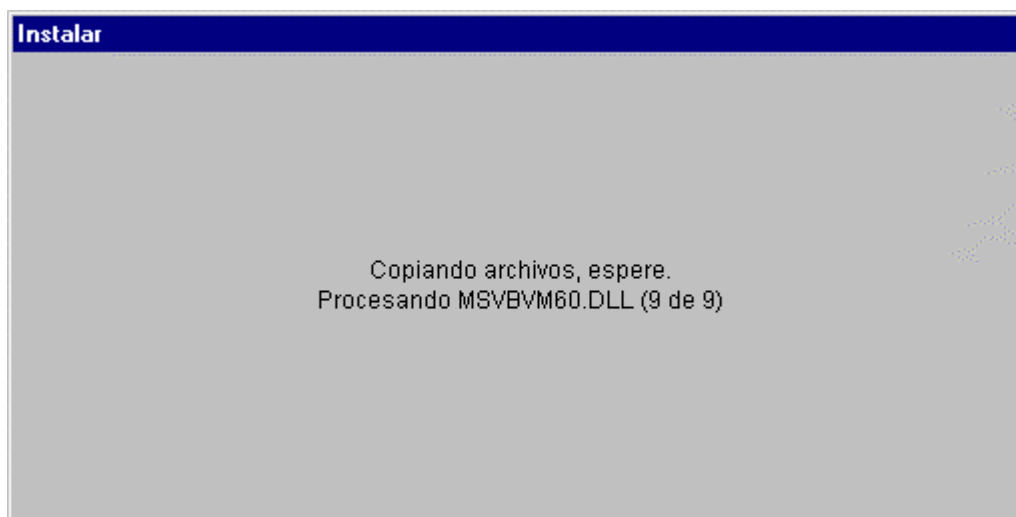 Instalar
Copiando archivos, espere.
Procesando MSVBVM60.DLL (9 de 9)